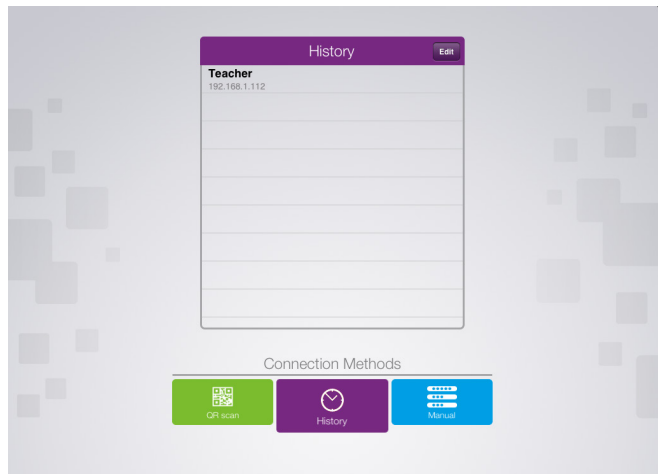 History
Edit
Teacher
192.168.1.112
Connection Methods
QR scan
History
Manual